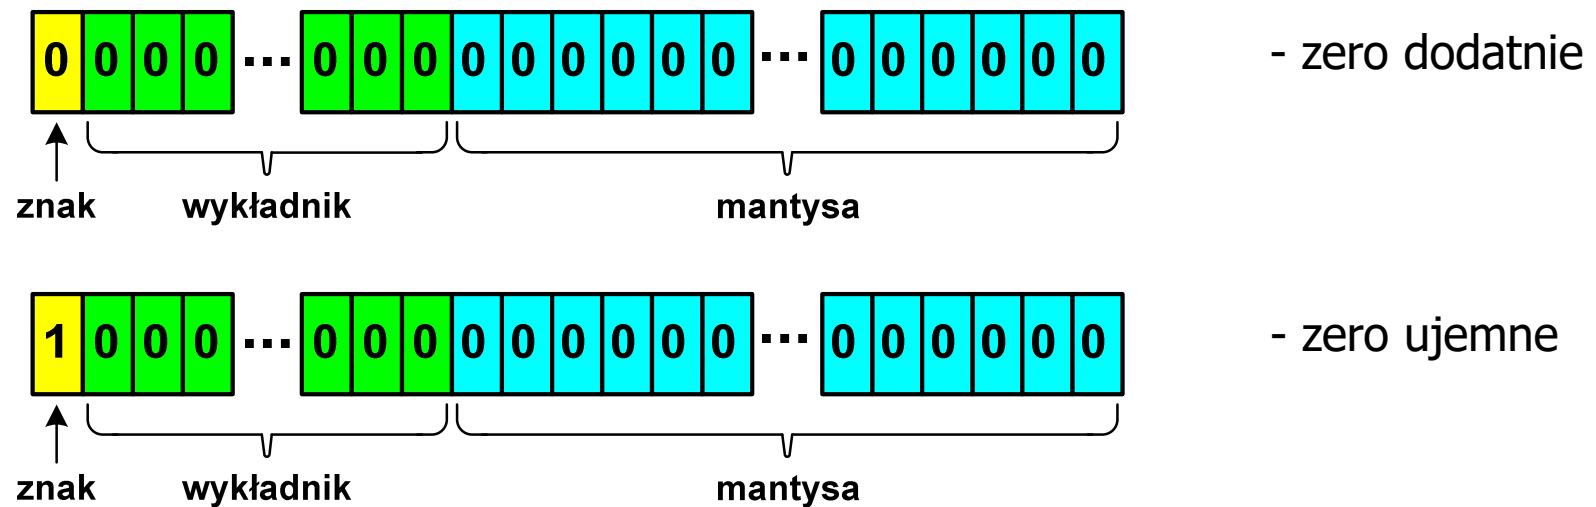 0 0 0 0 ... 0 0 0 0 0 0 0 0 0 ... 0 0 0 0 0 0 - zero dodatnie
znak wykładnik mantysa
1 0 0 0 ... 0 0 0 0 0 0 0 0 0 ... 0 0 0 0 0 0 - zero ujemne
znak wykładnik mantysa